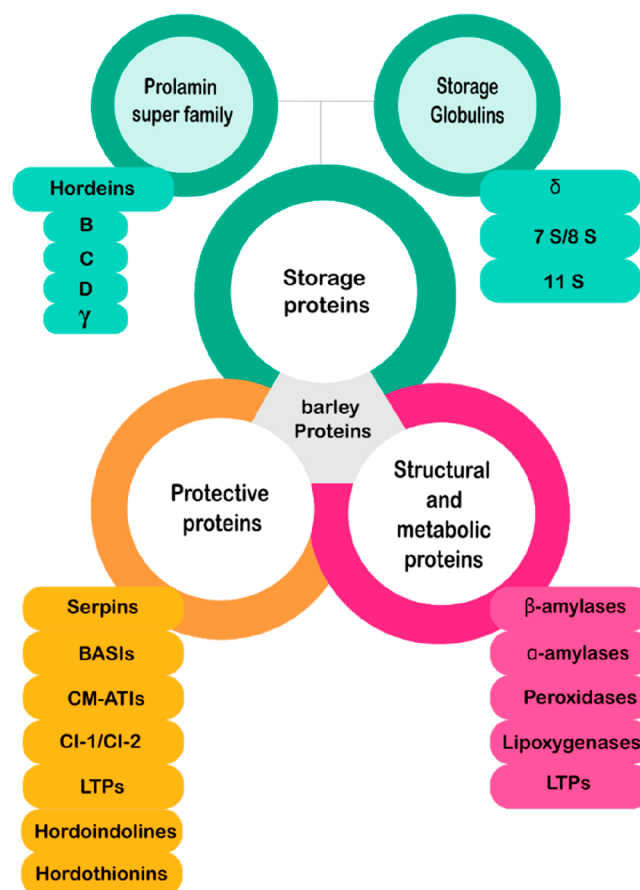 Prolamin
super family
Storage
Globulins
Hordeins
B
C
D
γ
δ
7 S/8 S
11 S
Storage
proteins
barley
Proteins
Protective
proteins
Structural
and
metabolic
proteins
Serpins
BASIs
CM-ATIs
CI-1/CI-2
LTPs
Hordoindolines
Hordothionins
β-amylases
α-amylases
Peroxidases
Lipoxygenases
LTPs